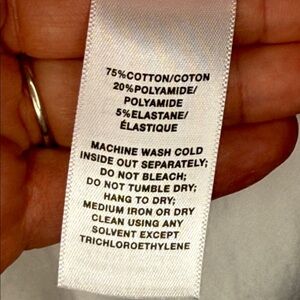 75%COTTON/COTON
20%POLYAMIDE/
POLYAMIDE
5%ELASTANE/
ÉLASTIQUE
MACHINE WASH COLD
INSIDE OUT SEPARATELY;
DO NOT BLEACH;
DO NOT TUMBLE DRY;
HANG TO DRY;
MEDIUM IRON OR DRY
CLEAN USING ANY
SOLVENT EXCEPT
TRICHLOROETHYLENE